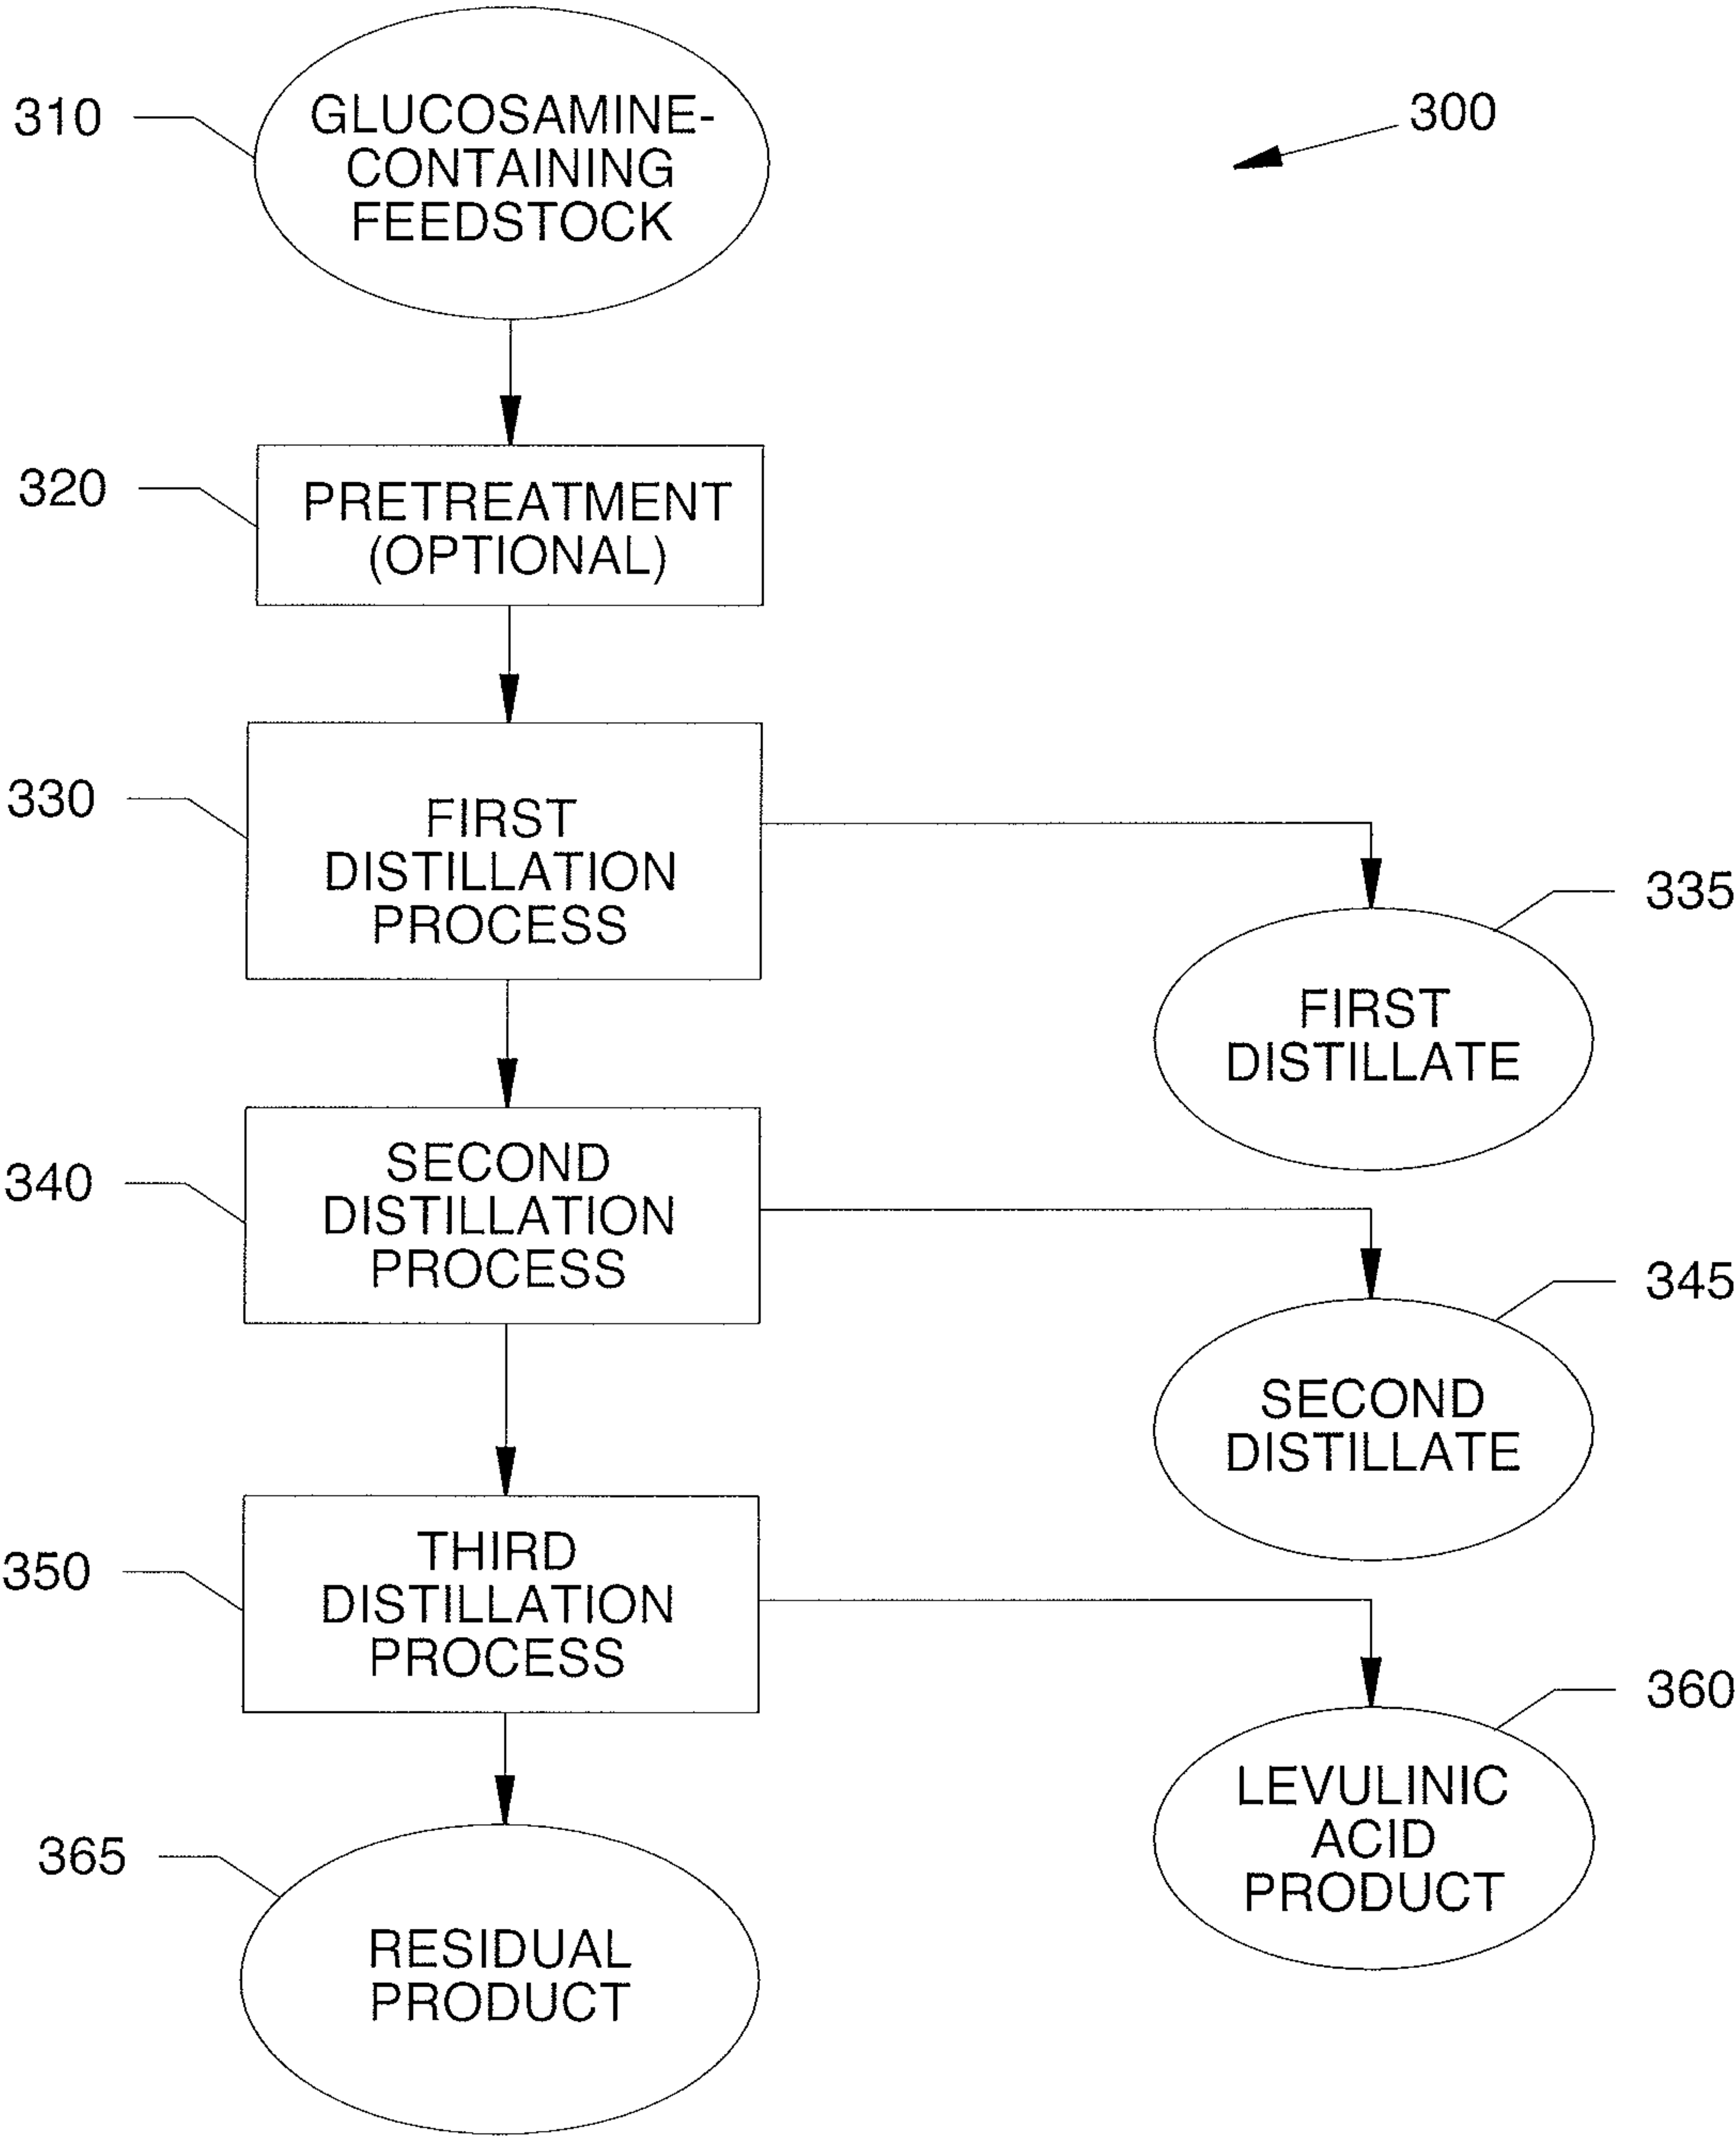 310
GLUCOSAMINE-
CONTAINING
FEEDSTOCK
300
320
PRETREATMENT
(OPTIONAL)
330
FIRST
DISTILLATION
PROCESS
335
FIRST
DISTILLATE
340
SECOND
DISTILLATION
PROCESS
345
SECOND
DISTILLATE
350
THIRD
DISTILLATION
PROCESS
360
LEVULINIC
ACID
PRODUCT
365
RESIDUAL
PRODUCT